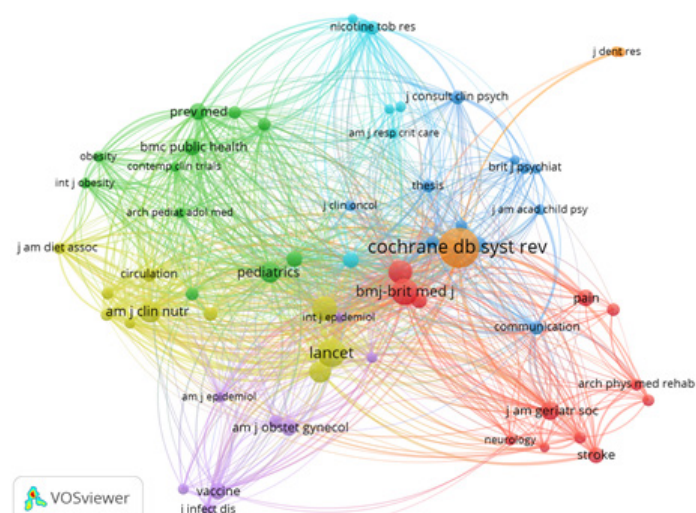 nicotine tob res
j dent res
j consult clin psych
prev med
am j resp crit care
bmc public health
obesity
contemp clin trials
brit j psychiat
int j obesity
thesis
j clin oncol
arch pediat adol med
j am acad child psy
j am diet assoc
cochrane db syst rev
circulation
pediatrics
bmj-brit med j
pain
am j clin nutr
int j epidemiol
communication
lancet
arch phys med rehab
am j epidemiol
j am geriatr soc
am j obstet gynecol
neurology
stroke
vaccine
j infect dis
VOSviewer